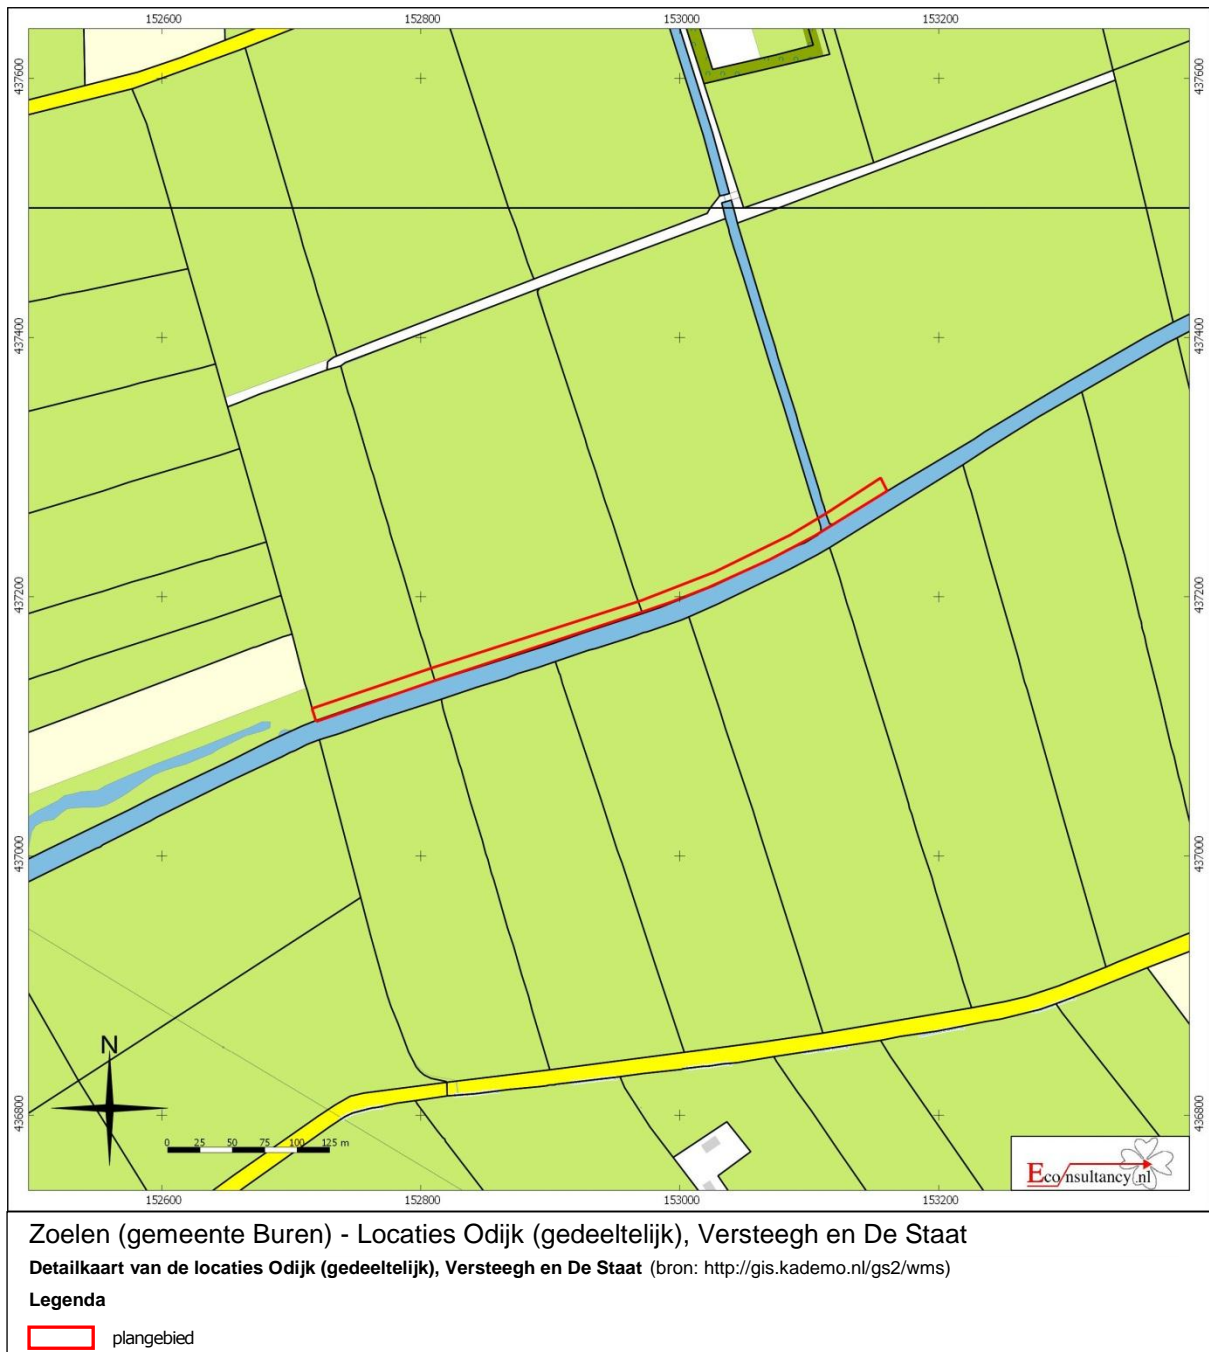 152600 152800 153000 153200
437600 437600
437400 437400
437200 437200
437000 437000
436800 436800
N
0 25 50 75 100 125 m
Econsultancy.nl
152600 152800 153000 153200
Zoelen (gemeente Buren) - Locaties Odijk (gedeeltelijk), Versteegh en De Staat
Detailkaart van de locaties Odijk (gedeeltelijk), Versteegh en De Staat (bron: http://gis.kademo.nl/gs2/wms)
Legenda
plangebied